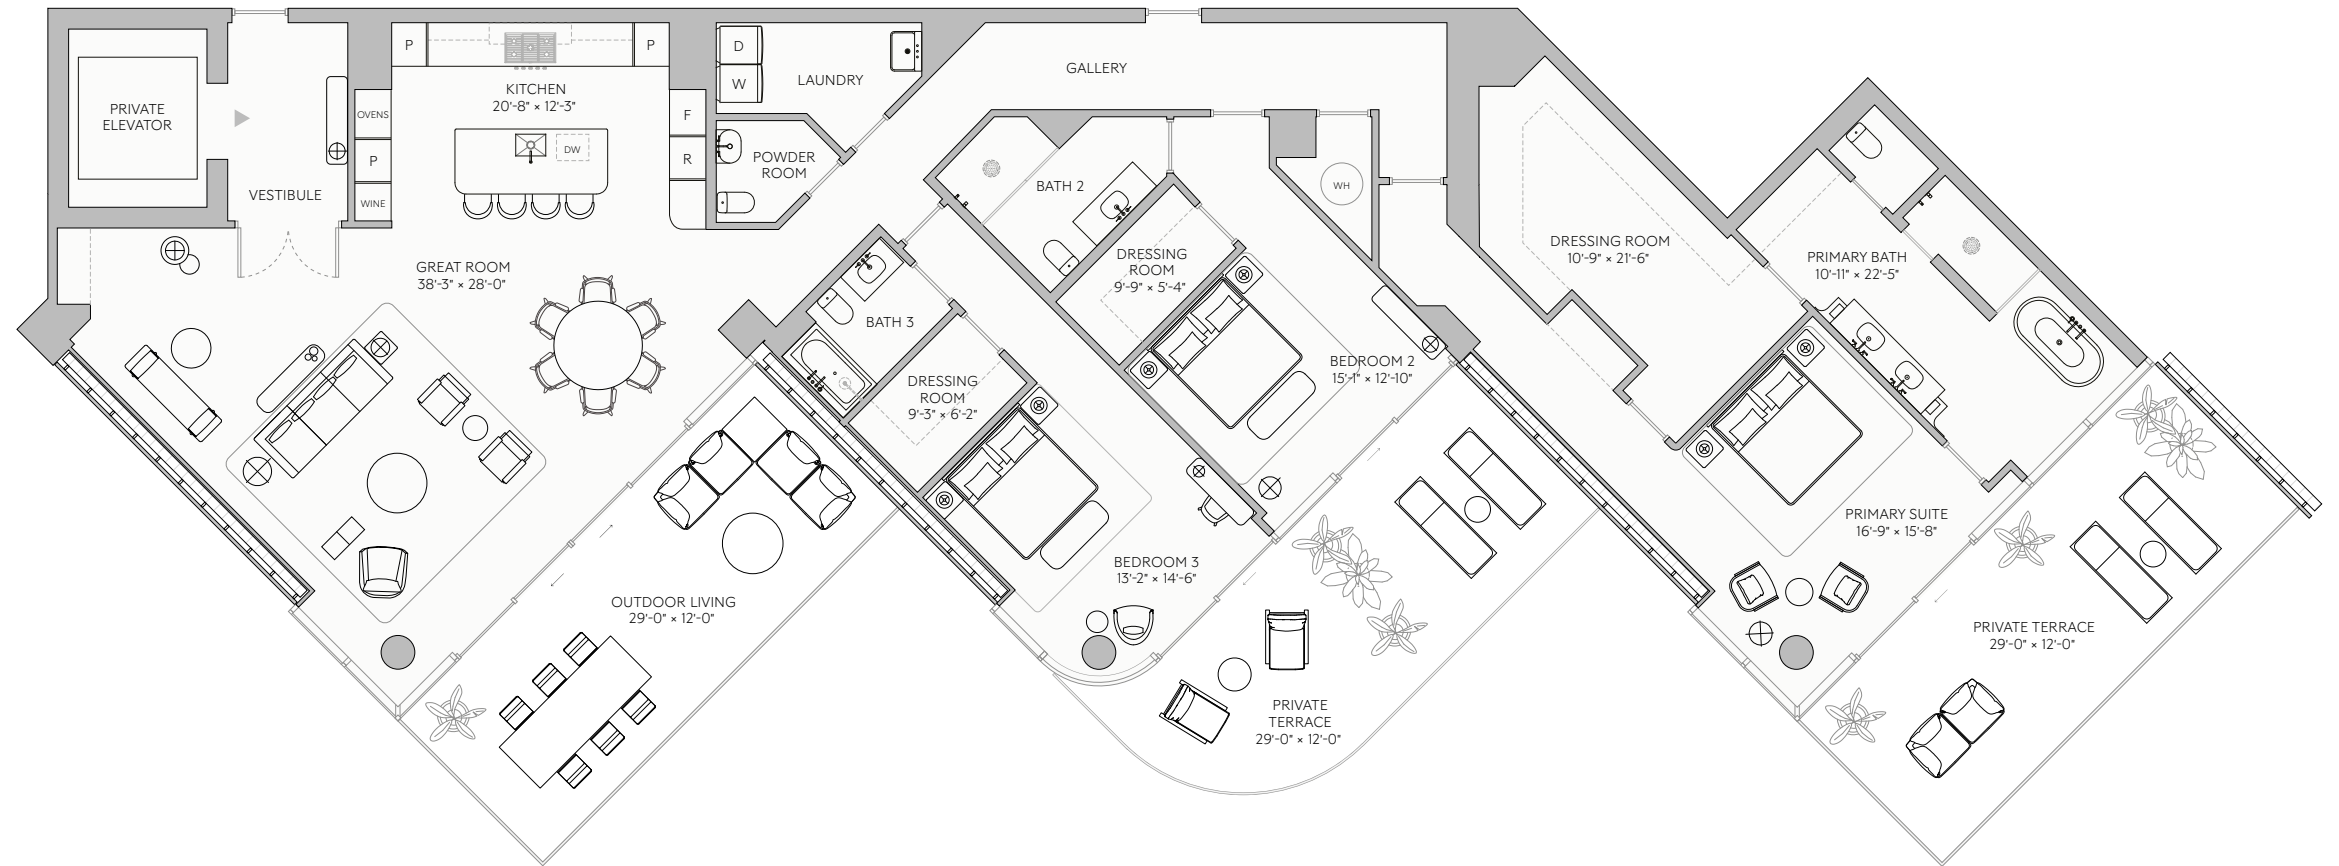 PRIVATE
ELEVATOR
VESTIBULE
P
P
KITCHEN
20'-8" × 12'-3"
OVENS
P
WINE
DW
F
R
D
W
LAUNDRY
POWDER
ROOM
GALLERY
GREAT ROOM
38'-3" × 28'-0"
BATH 2
WH
DRESSING
ROOM
9'-9" × 5'-4"
BATH 3
DRESSING
ROOM
9'-3" × 6'-2"
BEDROOM 2
15'-1" × 12'-10"
BEDROOM 3
13'-2" × 14'-6"
OUTDOOR LIVING
29'-0" × 12'-0"
PRIVATE
TERRACE
29'-0" × 12'-0"
DRESSING ROOM
10'-9" × 21'-6"
PRIMARY BATH
10'-11" × 22'-5"
PRIMARY SUITE
16'-9" × 15'-8"
PRIVATE TERRACE
29'-0" × 12'-0"